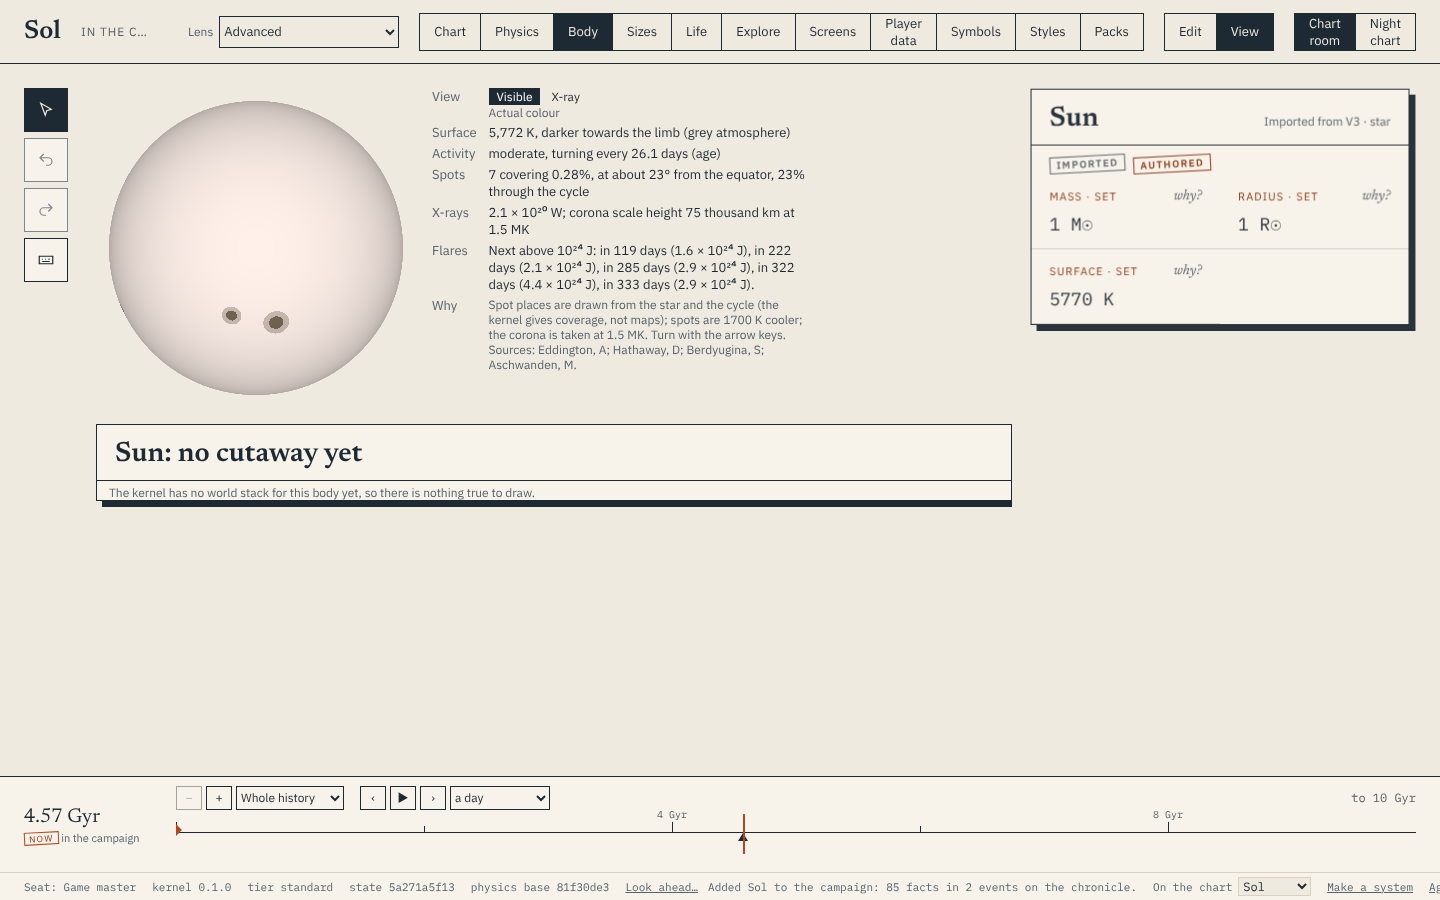 Sol IN THE C… Lens Advanced Chart Physics Body Sizes Life Explore Screens Player data Symbols Styles Packs Edit View Chart room Night chart
View Visible X-ray
Actual colour
Surface 5,772 K, darker towards the limb (grey atmosphere)
Activity moderate, turning every 26.1 days (age)
Spots 7 covering 0.28%, at about 23° from the equator, 23%
through the cycle
X-rays 2.1 × 10²⁰ W; corona scale height 75 thousand km at
1.5 MK
Flares Next above 10²⁴ J: in 119 days (1.6 × 10²⁴ J), in 222
days (2.1 × 10²⁴ J), in 285 days (2.9 × 10²⁴ J), in 322
days (4.4 × 10²⁴ J), in 333 days (2.9 × 10²⁴ J).
Why Spot places are drawn from the star and the cycle (the
kernel gives coverage, not maps); spots are 1700 K cooler;
the corona is taken at 1.5 MK. Turn with the arrow keys.
Sources: Eddington, A; Hathaway, D; Berdyugina, S;
Aschwanden, M.
Sun Imported from V3 · star
IMPORTED AUTHORED
MASS · SET why? RADIUS · SET why?
1 M☉ 1 R☉
SURFACE · SET why?
5770 K
Sun: no cutaway yet
The kernel has no world stack for this body yet, so there is nothing true to draw.
− + Whole history ‹ ▶ › a day to 10 Gyr
4.57 Gyr 4 Gyr 8 Gyr
NOW in the campaign
Seat: Game master kernel 0.1.0 tier standard state 5a271a5f13 physics base 81f30de3 Look ahead… Added Sol to the campaign: 85 facts in 2 events on the chronicle. On the chart Sol Make a system Ag